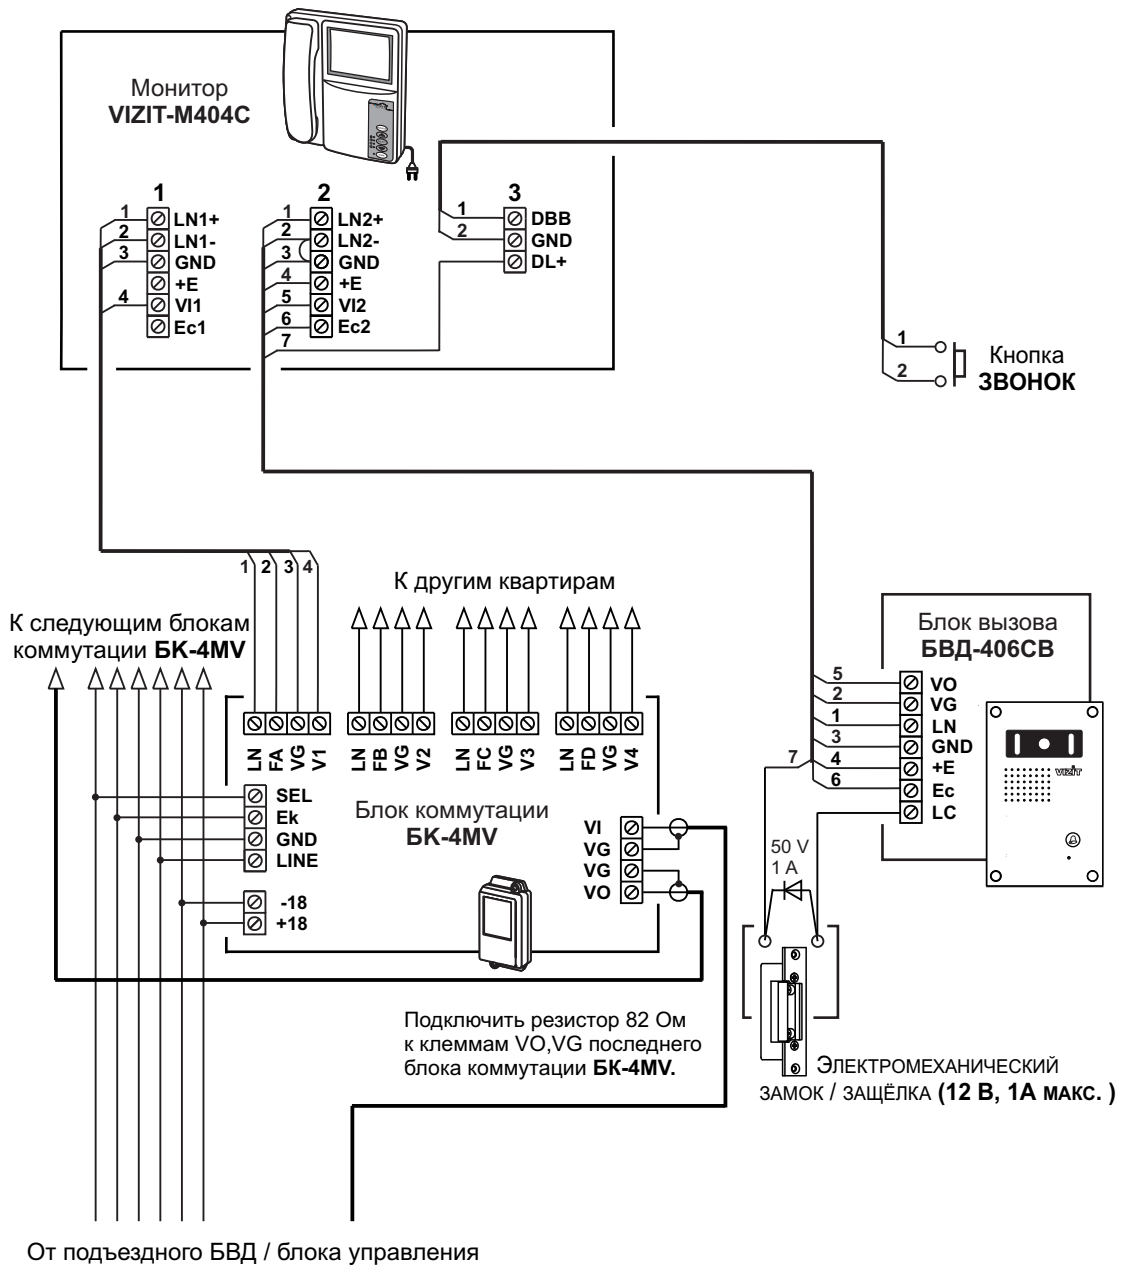 Монитор
VIZIT-M404C
1
1 LN1+
2 LN1-
3 GND
+E
4 VI1
Ec1
2
1 LN2+
2 LN2-
3 GND
4 +E
5 VI2
6 Ec2
7
3
1 DBB
2 GND
DL+
1
2
Кнопка
ЗВОНОК
1 2 3 4
К другим квартирам
К следующим блокам
коммутации БК-4MV
LN FA VG V1
LN FB VG V2
LN FC VG V3
LN FD VG V4
SEL
Ek
GND
LINE
-18
+18
Блок коммутации
БК-4MV
VI
VG
VG
VO
Блок вызова
БВД-406CB
5 VO
2 VG
1 LN
3 GND
4 +E
6 Ec
LC
7
VIZIT
50 V
1 A
Подключить резистор 82 Ом
к клеммам VO,VG последнего
блока коммутации БК-4MV.
ЭЛЕКТРОМЕХАНИЧЕСКИЙ
ЗАМОК / ЗАЩЁЛКА (12 В, 1А МАКС. )
От подъездного БВД / блока управления